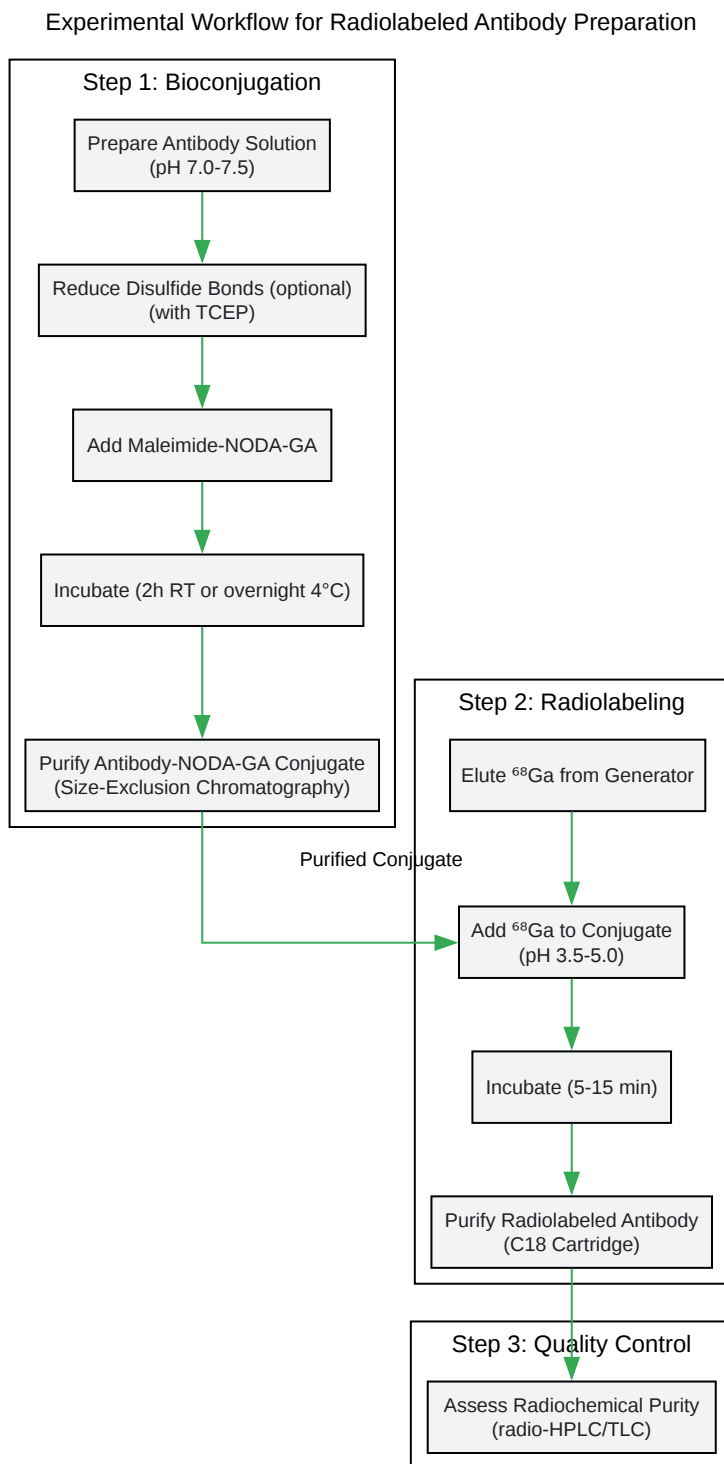 Experimental Workflow for Radiolabeled Antibody Preparation
Step 1: Bioconjugation
Prepare Antibody Solution
(pH 7.0-7.5)
Reduce Disulfide Bonds (optional)
(with TCEP)
Add Maleimide-NODA-GA
Incubate (2h RT or overnight 4°C)
Purify Antibody-NODA-GA Conjugate
(Size-Exclusion Chromatography)
Purified Conjugate
Step 2: Radiolabeling
Elute ⁶⁸Ga from Generator
Add ⁶⁸Ga to Conjugate
(pH 3.5-5.0)
Incubate (5-15 min)
Purify Radiolabeled Antibody
(C18 Cartridge)
Step 3: Quality Control
Assess Radiochemical Purity
(radio-HPLC/TLC)